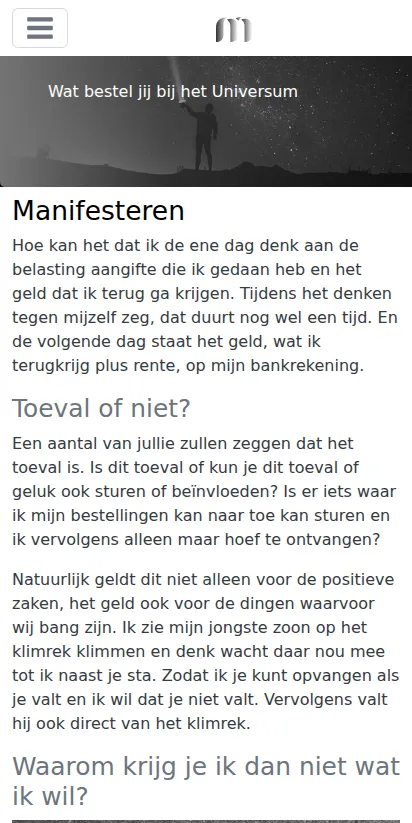 m
Wat bestel jij bij het Universum
Manifesteren
Hoe kan het dat ik de ene dag denk aan de
belasting aangifte die ik gedaan heb en het
geld dat ik terug ga krijgen. Tijdens het denken
tegen mijzelf zeg, dat duurt nog wel een tijd. En
de volgende dag staat het geld, wat ik
terugkrijg plus rente, op mijn bankrekening.
Toeval of niet?
Een aantal van jullie zullen zeggen dat het
toeval is. Is dit toeval of kun je dit toeval of
geluk ook sturen of beïnvloeden? Is er iets waar
ik mijn bestellingen kan naar toe kan sturen en
ik vervolgens alleen maar hoef te ontvangen?
Natuurlijk geldt dit niet alleen voor de positieve
zaken, het geld ook voor de dingen waarvoor
wij bang zijn. Ik zie mijn jongste zoon op het
klimrek klimmen en denk wacht daar nou mee
tot ik naast je sta. Zodat ik je kunt opvangen als
je valt en ik wil dat je niet valt. Vervolgens valt
hij ook direct van het klimrek.
Waarom krijg je ik dan niet wat
ik wil?